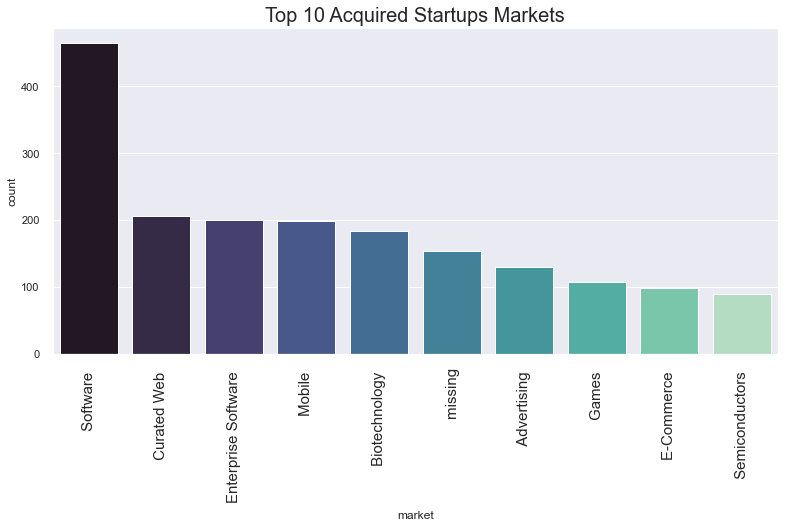 Top 10 Acquired Startups Markets
count
400
300
200
100
0
Software
Curated Web
Enterprise Software
Mobile
Biotechnology
missing
Advertising
Games
E-Commerce
Semiconductors
market